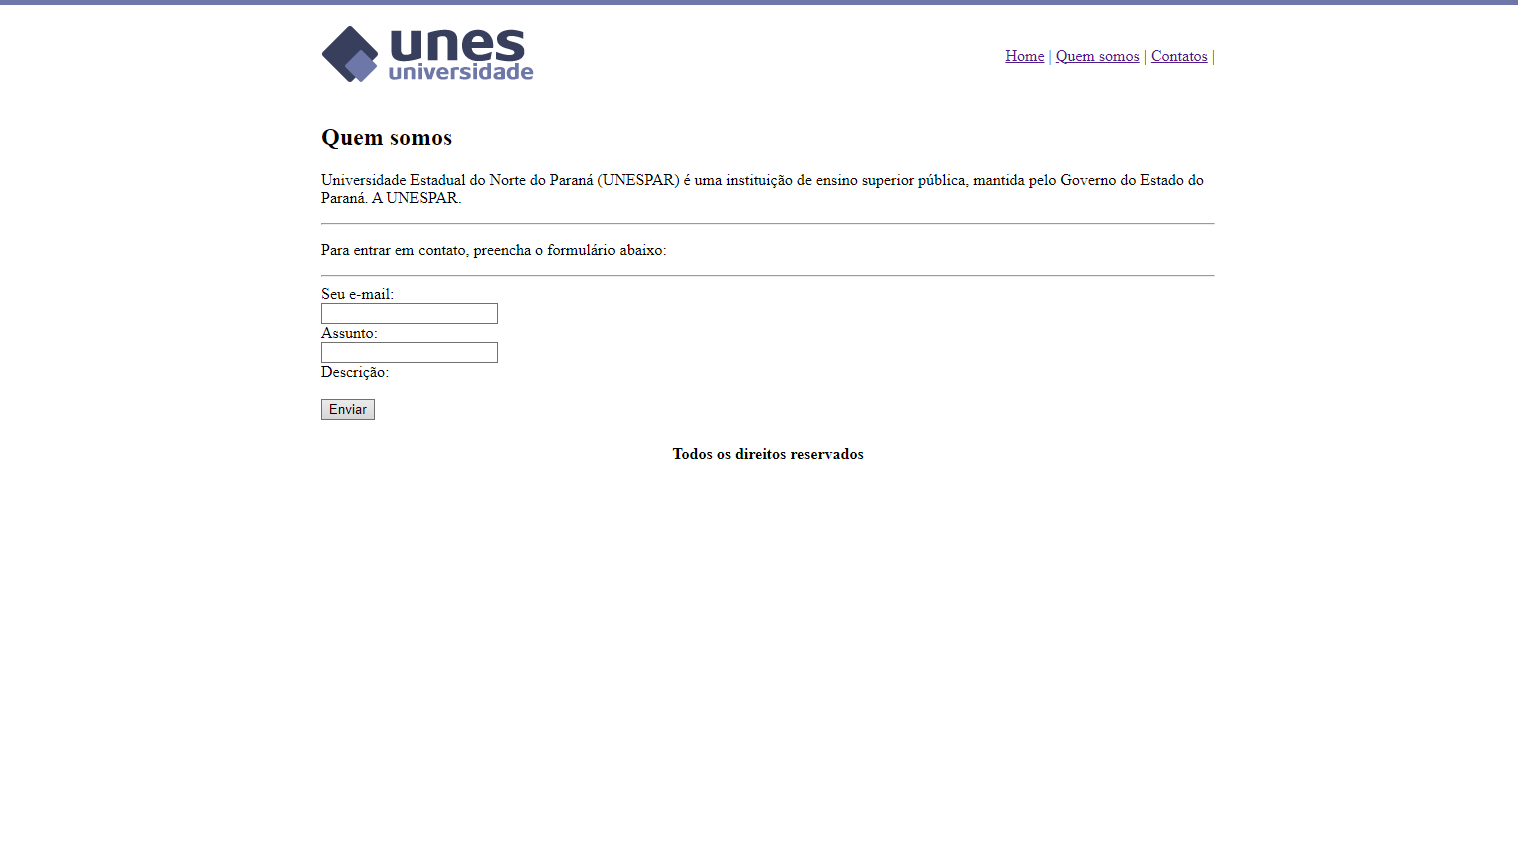 unes
universidade
Home | Quem somos | Contatos |
Quem somos
Universidade Estadual do Norte do Paraná (UNESPAR) é uma instituição de ensino superior pública, mantida pelo Governo do Estado do
Paraná. A UNESPAR.
Para entrar em contato, preencha o formulário abaixo:
Seu e-mail:
Assunto:
Descrição:
Enviar
Todos os direitos reservados